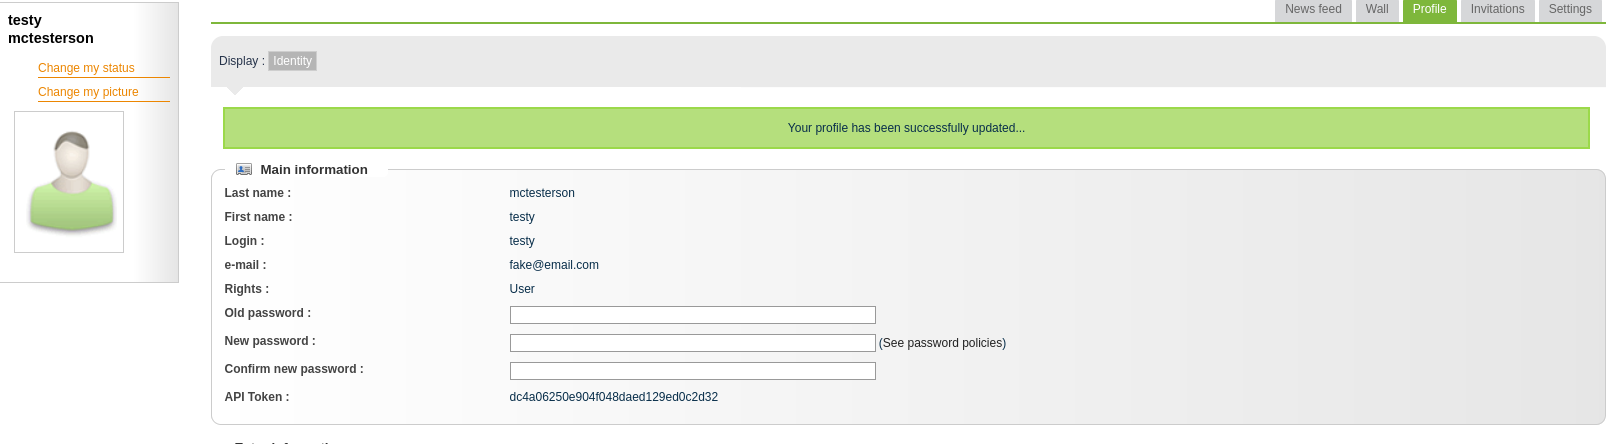 testy
mctesterson
Change my status
Change my picture
News feed
Wall
Profile
Invitations
Settings
Display : Identity
Your profile has been successfully updated...
Main information
Last name : mctesterson
First name : testy
Login : testy
e-mail : fake@email.com
Rights : User
Old password :
New password : (See password policies)
Confirm new password :
API Token : dc4a06250e904f048daed129ed0c2d32